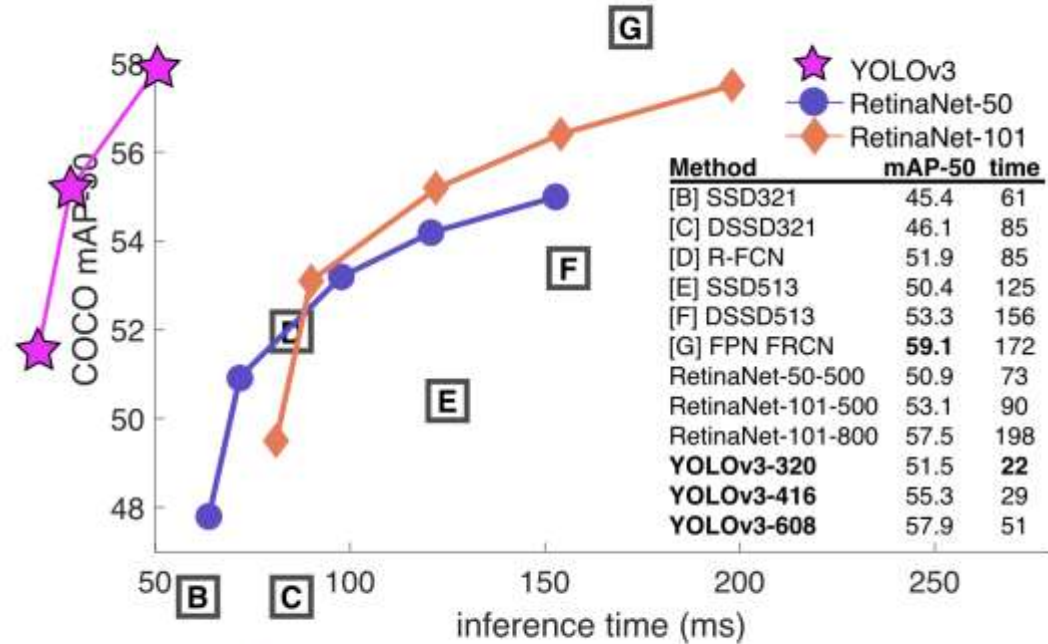 G
58
YOLOv3
RetinaNet-50
RetinaNet-101
56
COCO mAP-50
Method mAP-50 time
[B] SSD321 45.4 61
[C] DSSD321 46.1 85
[D] R-FCN 51.9 85
[E] SSD513 50.4 125
[F] DSSD513 53.3 156
[G] FPN FRCN 59.1 172
RetinaNet-50-500 50.9 73
RetinaNet-101-500 53.1 90
RetinaNet-101-800 57.5 198
YOLOv3-320 51.5 22
YOLOv3-416 55.3 29
YOLOv3-608 57.9 51
54
F
52
D
E
50
48
50 100 150 200 250
B C
inference time (ms)